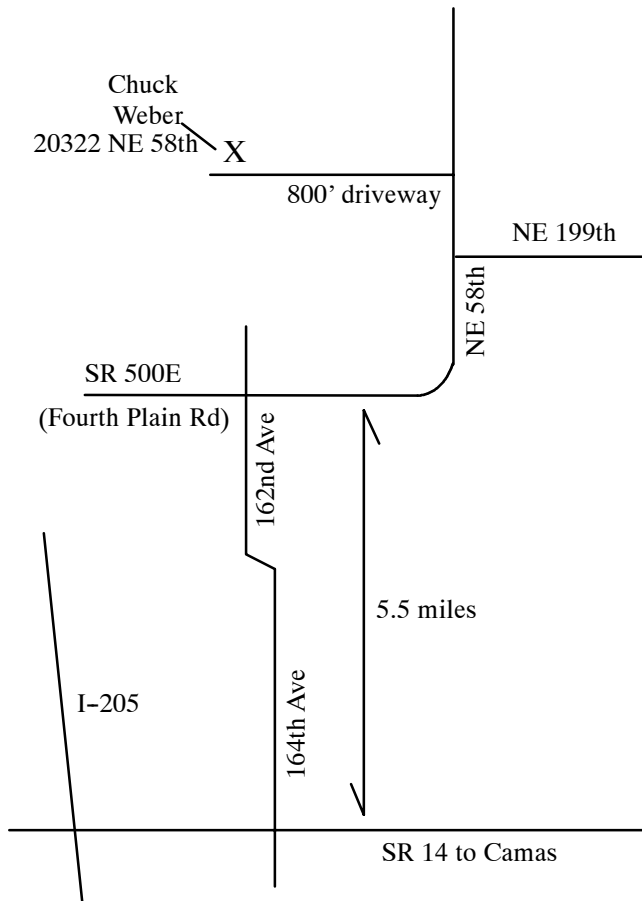 Chuck
Weber
20322 NE 58th
X
800’ driveway
NE 199th
NE 58th
SR 500E
(Fourth Plain Rd)
162nd Ave
5.5 miles
I-205
164th Ave
SR 14 to Camas